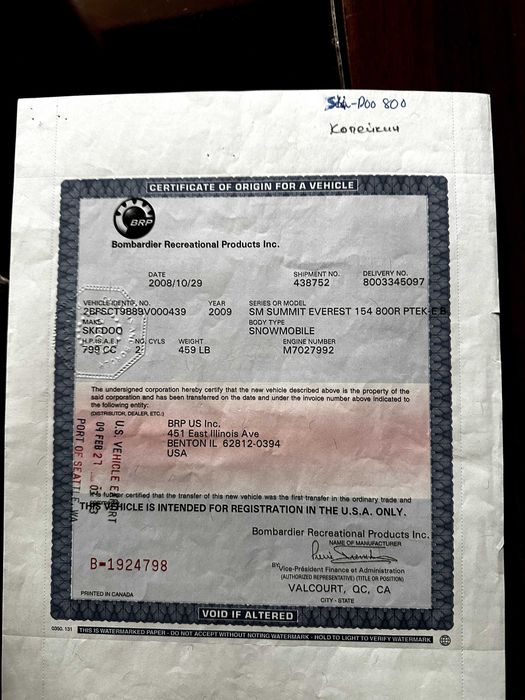 Ski-Doo 800
Копейкин
CERTIFICATE OF ORIGIN FOR A VEHICLE
BRP
Bombardier Recreational Products Inc.
DATE SHIPMENT NO. DELIVERY NO.
2008/10/29 438752 8003345097
VEHICLE IDENTIF. NO. YEAR SERIES OR MODEL
2BPSCT9B89V000439 2009 SM SUMMIT EVEREST 154 800R PTEK-E B
MAKE BODY TYPE
SKI-DOO SNOWMOBILE
H.P.(S.A.E.) NO. CYLS WEIGHT ENGINE NUMBER
799 CC 2 459 LB M7027992
The undersigned corporation hereby certify that the new vehicle described above is the property of the
said corporation and has been transferred on the date and under the invoice number above indicated to
the following entity:
(DISTRIBUTOR, DEALER, ETC.)
BRP US Inc.
451 East Illinois Ave
BENTON IL 62812-0394
USA
U.S. VEHICLE EXPORT
09 FEB 27
PORT OF SEATTLE, WA
It is further certified that the transfer of this new vehicle was the first transfer in the ordinary trade and
THIS VEHICLE IS INTENDED FOR REGISTRATION IN THE U.S.A. ONLY.
Bombardier Recreational Products Inc.
NAME OF MANUFACTURER
BY
Vice-Président Finance et Administration
(AUTHORIZED REPRESENTATIVE) (TITLE OR POSITION)
B-1924798
VALCOURT, QC, CA
CITY - STATE
PRINTED IN CANADA
VOID IF ALTERED
0350. 131 THIS IS WATERMARKED PAPER - DO NOT ACCEPT WITHOUT NOTING WATERMARK - HOLD TO LIGHT TO VERIFY WATERMARK